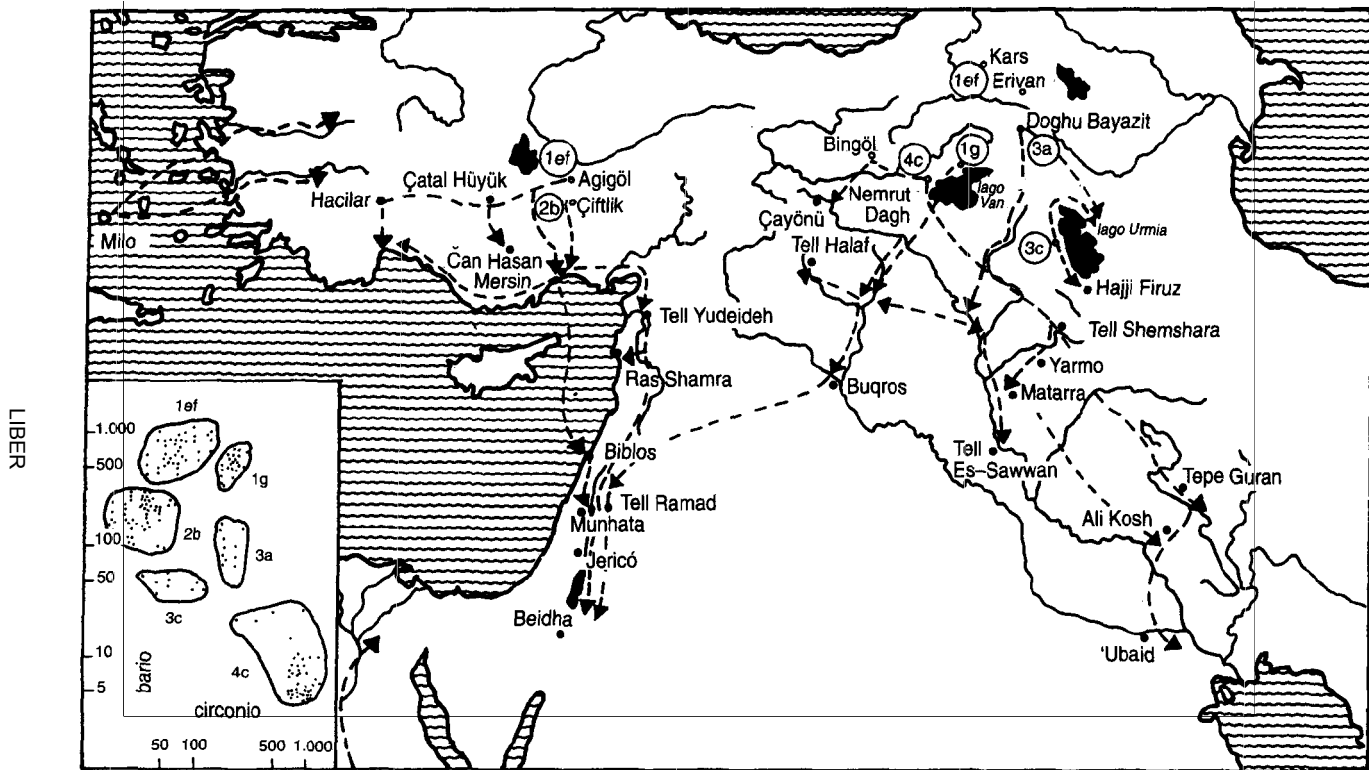 LIBER
Kars
1ef
Erivan
Doghu Bayazit
Bingöl
4c
1g
3a
1ef
Agigöl
Çatal Hüyük
Hacilar
2b
Çiftlik
Nemrut
Dagh
lago
Van
Çayönü
Milo
Tell Halaf
3c
lago Urmia
Čan Hasan
Mersin
Hajji Firuz
Tell Yudeideh
Tell Shemshara
Ras Shamra
Yarmo
Buqros
Matarra
Biblos
Tell
Es-Sawwan
Tepe Guran
Tell Ramad
Munhata
Ali Kosh
Jericó
Beidha
'Ubaid
1ef
1.000
500
1g
2b
100
3a
50
3c
10
bario
4c
5
circonio
50 100 500 1.000